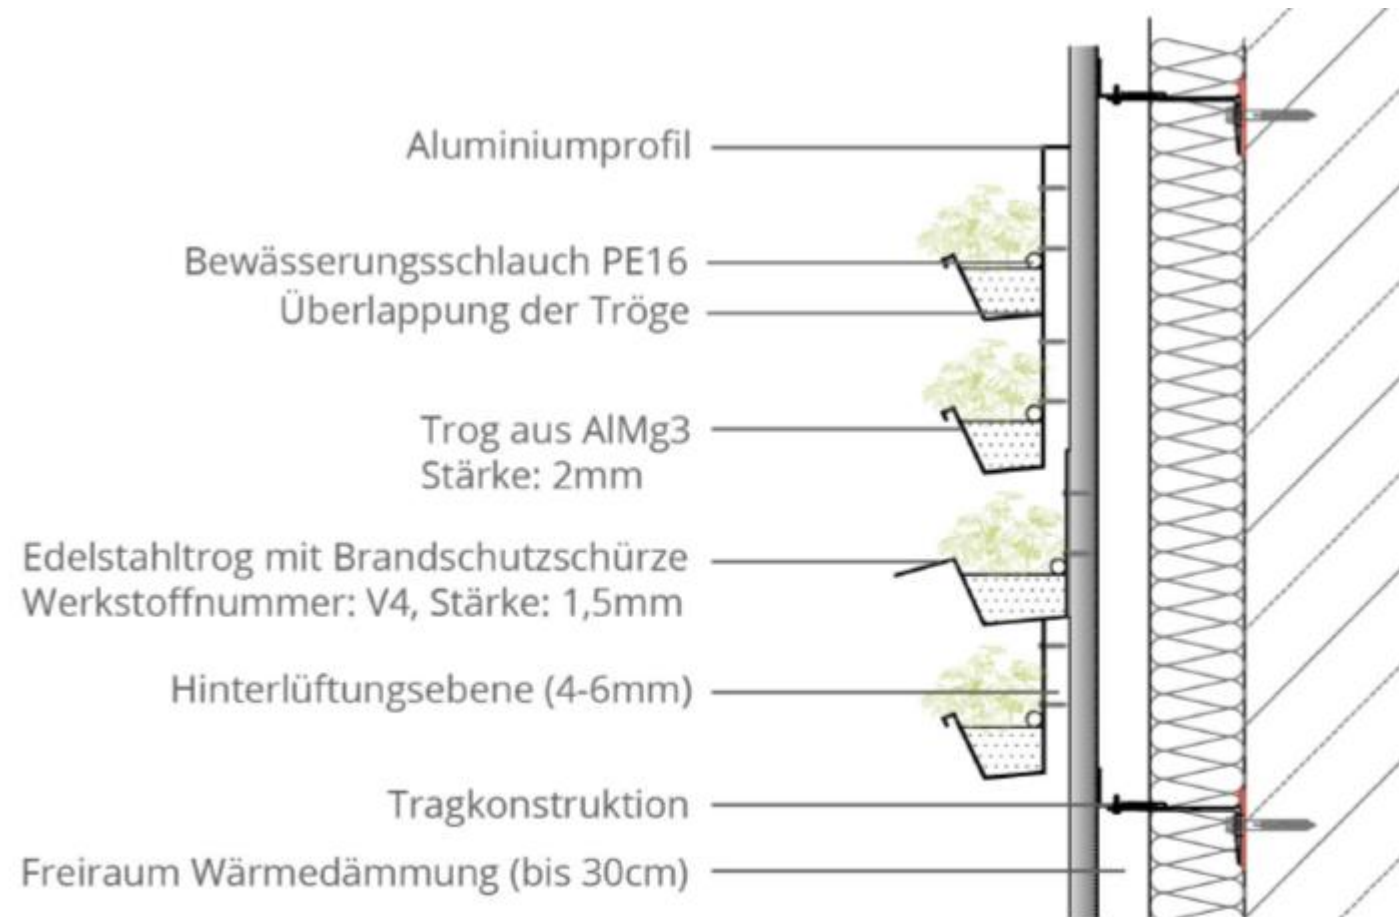 Aluminiumprofil
Bewässerungsschlauch PE16
Überlappung der Tröge
Trog aus AlMg3
Stärke: 2mm
Edelstahltrog mit Brandschutzschürze
Werkstoffnummer: V4, Stärke: 1,5mm
Hinterlüftungsebene (4-6mm)
Tragkonstruktion
Freiraum Wärmedämmung (bis 30cm)